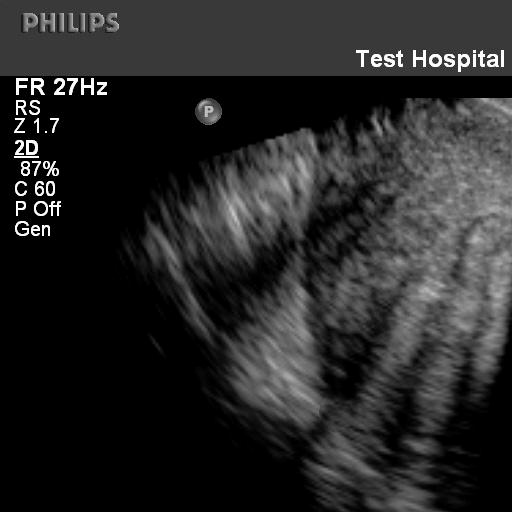 PHILIPS
Test Hospital
FR 27Hz
RS
Z 1.7
2D
87%
C 60
P Off
Gen
P